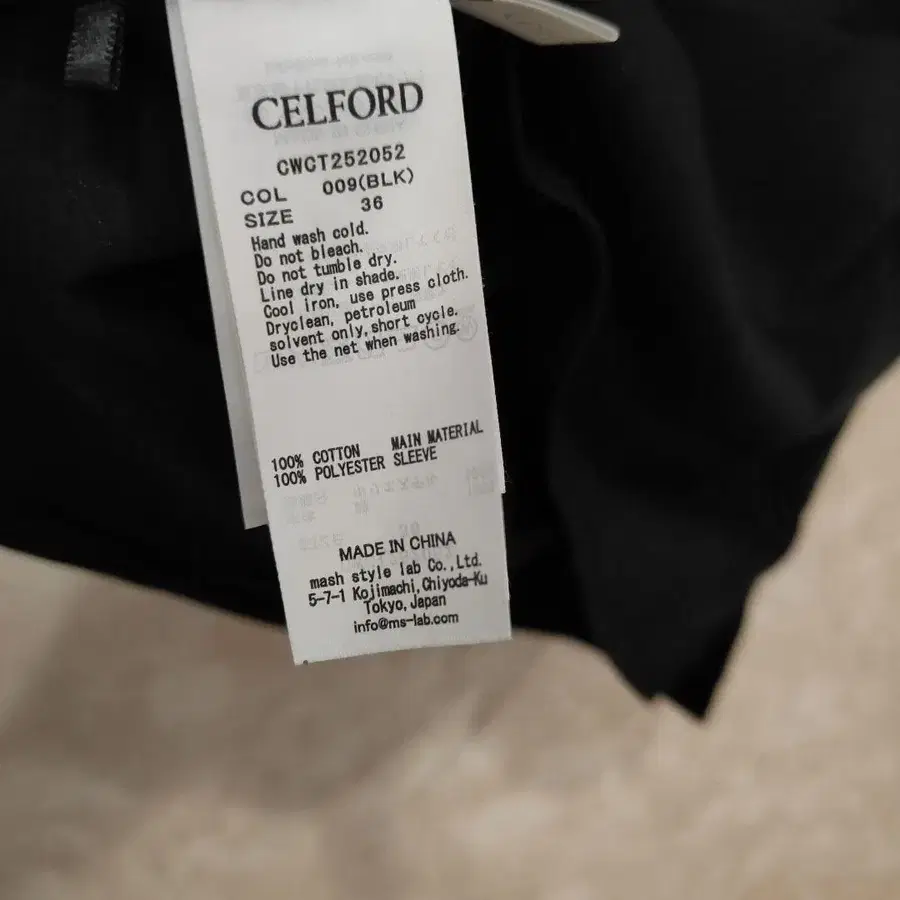 CELFORD
CWCT252052
COL 009(BLK)
SIZE 36
Hand wash cold.
Do not bleach.
Do not tumble dry.
Line dry in shade.
Cool iron, use press cloth.
Dryclean, petroleum
solvent only,short cycle.
Use the net when washing.
100% COTTON MAIN MATERIAL
100% POLYESTER SLEEVE
MADE IN CHINA
mash style lab Co.,Ltd.
5-7-1 Kojimachi,Chiyoda-Ku
Tokyo,Japan
info@ms-lab.com